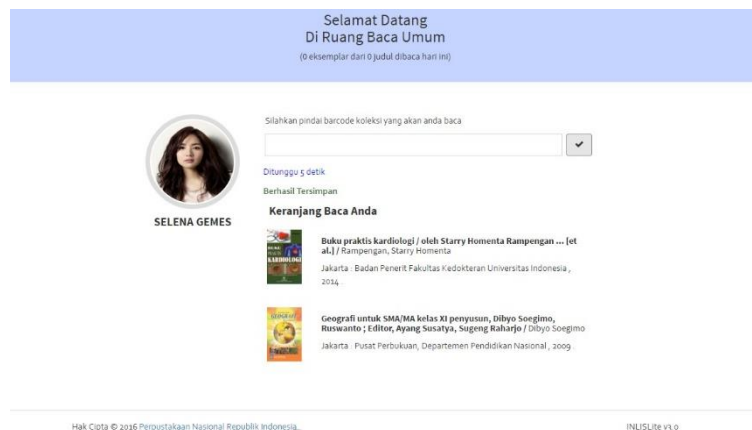 Selamat Datang
Di Ruang Baca Umum
(0 eksemplar dari 0 judul dibaca hari ini)
Silahkan pindai barcode koleksi yang akan anda baca
Ditunggu 5 detik
Berhasil Tersimpan
SELENA GEMES
Keranjang Baca Anda
Buku praktis kardiologi / oleh Starry Homenta Rampengan ... [et
al.] / Rampengan, Starry Homenta
Jakarta : Badan Penerit Fakultas Kedokteran Universitas Indonesia ,
2014
KARDIOLOGI
Geografi untuk SMA/MA kelas XI penyusun, Dibyo Soegimo,
Ruswanto ; Editor, Ayang Susatya, Sugeng Raharjo / Dibyo Soegimo
Jakarta : Pusat Perbukuan, Departemen Pendidikan Nasional , 2009
Hak Cipta © 2016 Perpustakaan Nasional Republik Indonesia..
INLISLite v3.0